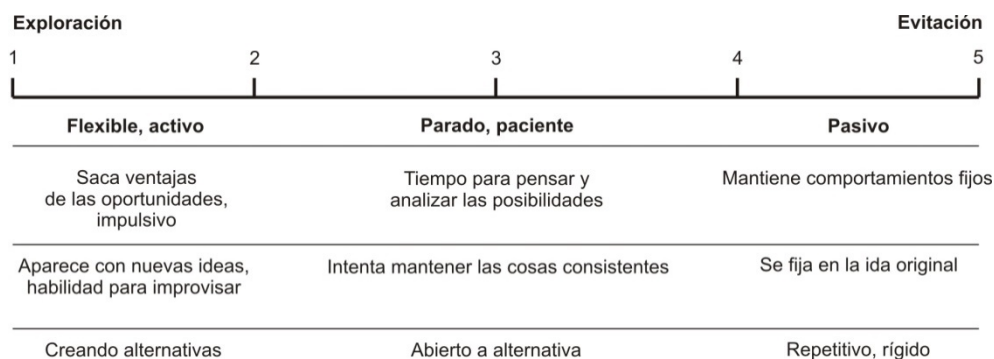 Exploración Evitación
1 2 3 4 5
Flexible, activo Parado, paciente Pasivo
Saca ventajas
de las oportunidades,
impulsivo
Tiempo para pensar y
analizar las posibilidades
Mantiene comportamientos fijos
Aparece con nuevas ideas,
habilidad para improvisar
Intenta mantener las cosas consistentes
Se fija en la ida original
Creando alternativas Abierto a alternativa Repetitivo, rígido